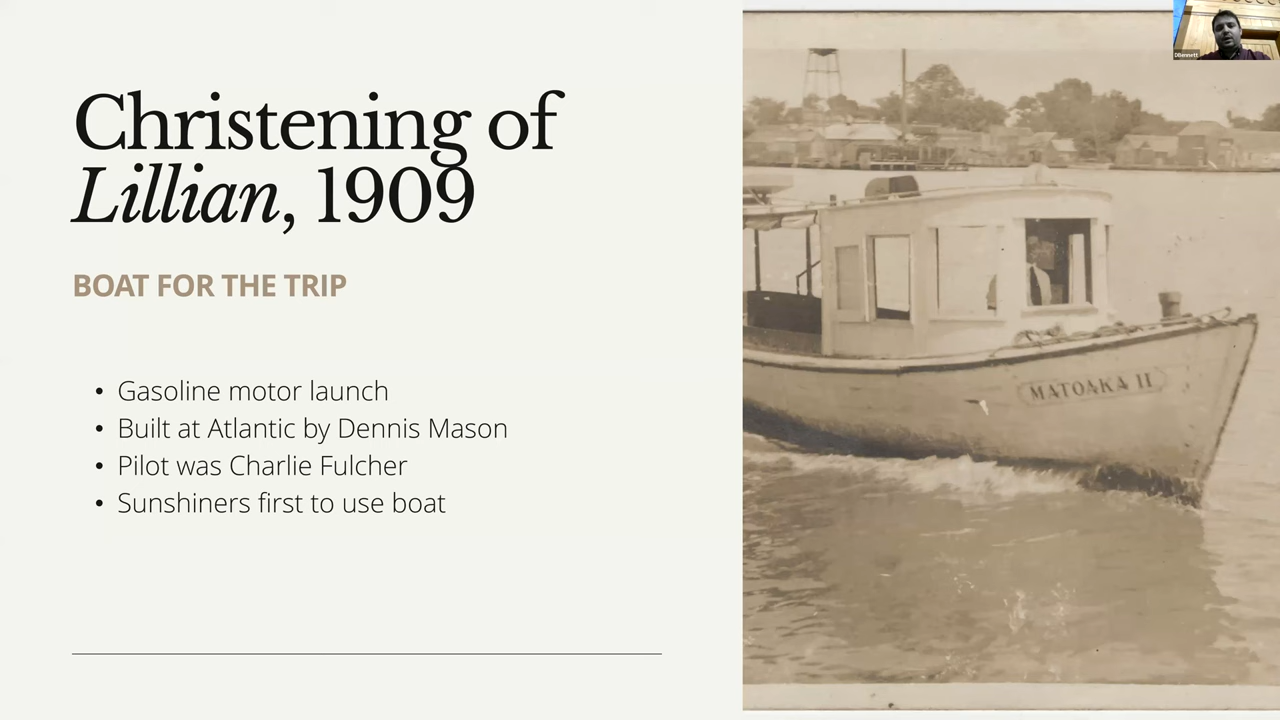 Christening of
Lillian, 1909
BOAT FOR THE TRIP
• Gasoline motor launch
• Built at Atlantic by Dennis Mason
• Pilot was Charlie Fulcher
• Sunshiners first to use boat
MATOAKA II
DBennett